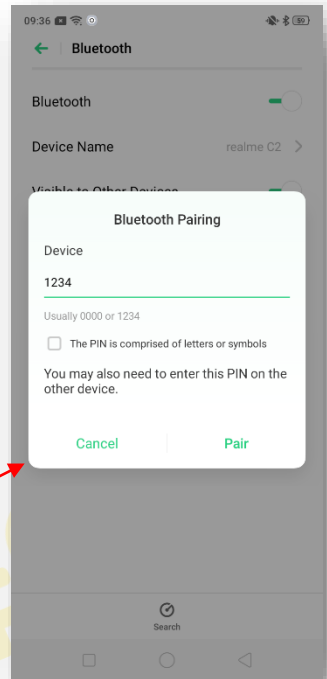 09:36
Bluetooth
Bluetooth
Device Name realme C2
Visible to Other Devices
Bluetooth Pairing
Device
1234
Usually 0000 or 1234
The PIN is comprised of letters or symbols
You may also need to enter this PIN on the
other device.
Cancel Pair
Search